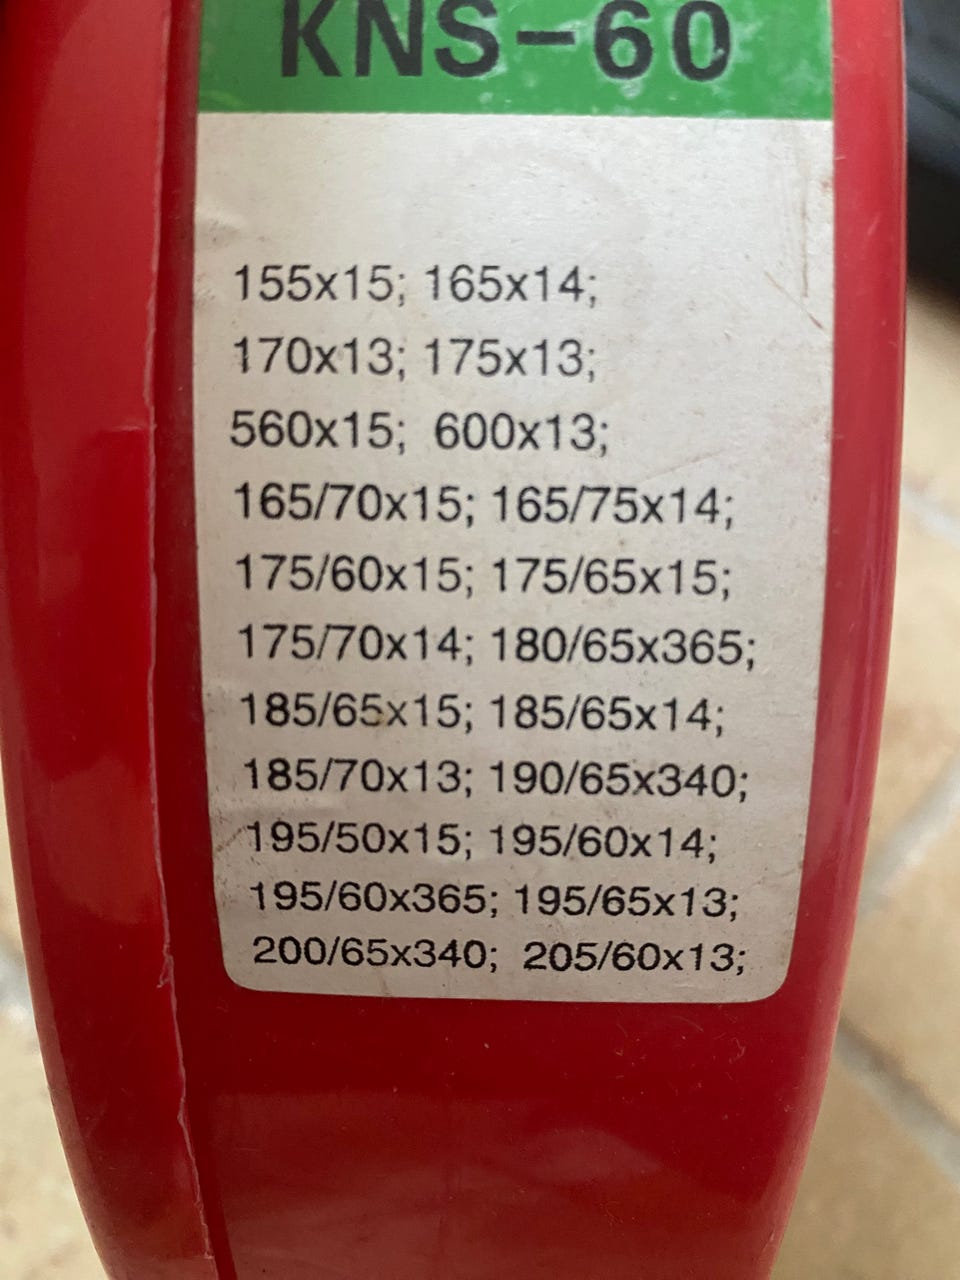 KNS-60
155x15; 165x14;
170x13; 175x13;
560x15; 600x13;
165/70x15; 165/75x14;
175/60x15; 175/65x15;
175/70x14; 180/65x365;
185/65x15; 185/65x14;
185/70x13; 190/65x340;
195/50x15; 195/60x14;
195/60x365; 195/65x13;
200/65x340; 205/60x13;